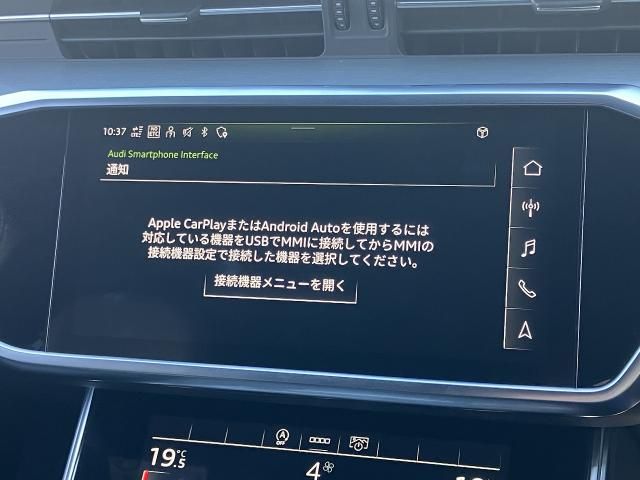 10:37
Audi Smartphone Interface
通知
Apple CarPlayまたはAndroid Autoを使用するには
対応している機器をUSBでMMIに接続してからMMIの
接続機器設定で接続した機器を選択してください。
接続機器メニューを開く
A
OFF
19.5°C
4